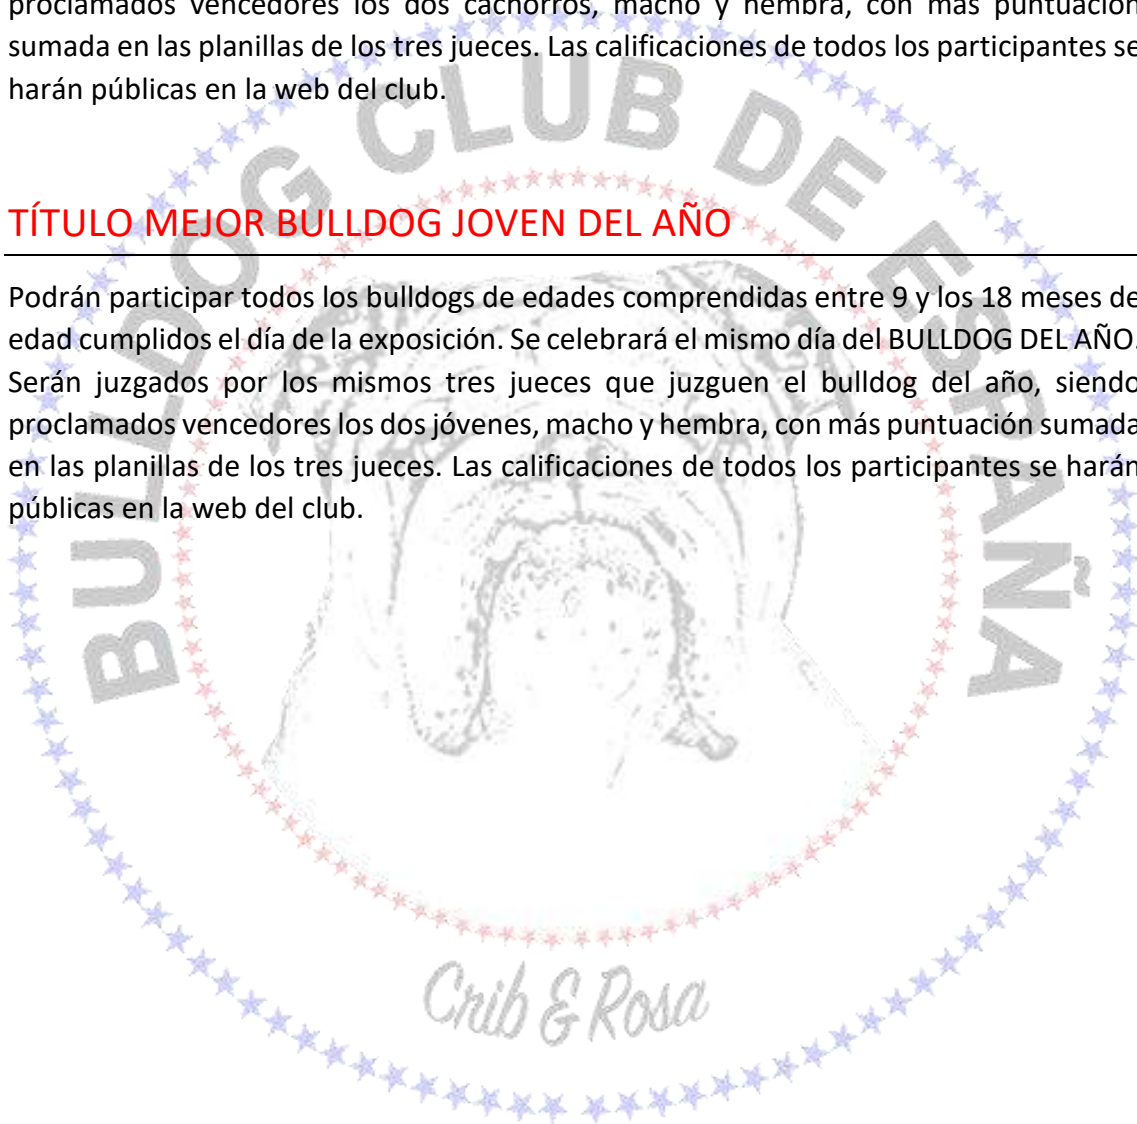 proclamados vencedores los dos cachorros, macho y hembra, con más puntuación
sumada en las planillas de los tres jueces. Las calificaciones de todos los participantes se
harán públicas en la web del club.
TÍTULO MEJOR BULLDOG JOVEN DEL AÑO
Podrán participar todos los bulldogs de edades comprendidas entre 9 y los 18 meses de
edad cumplidos el día de la exposición. Se celebrará el mismo día del BULLDOG DEL AÑO.
Serán juzgados por los mismos tres jueces que juzguen el bulldog del año, siendo
proclamados vencedores los dos jóvenes, macho y hembra, con más puntuación sumada
en las planillas de los tres jueces. Las calificaciones de todos los participantes se harán
públicas en la web del club.
BULLDOG CLUB DE ESPAÑA
Crib & Rosa